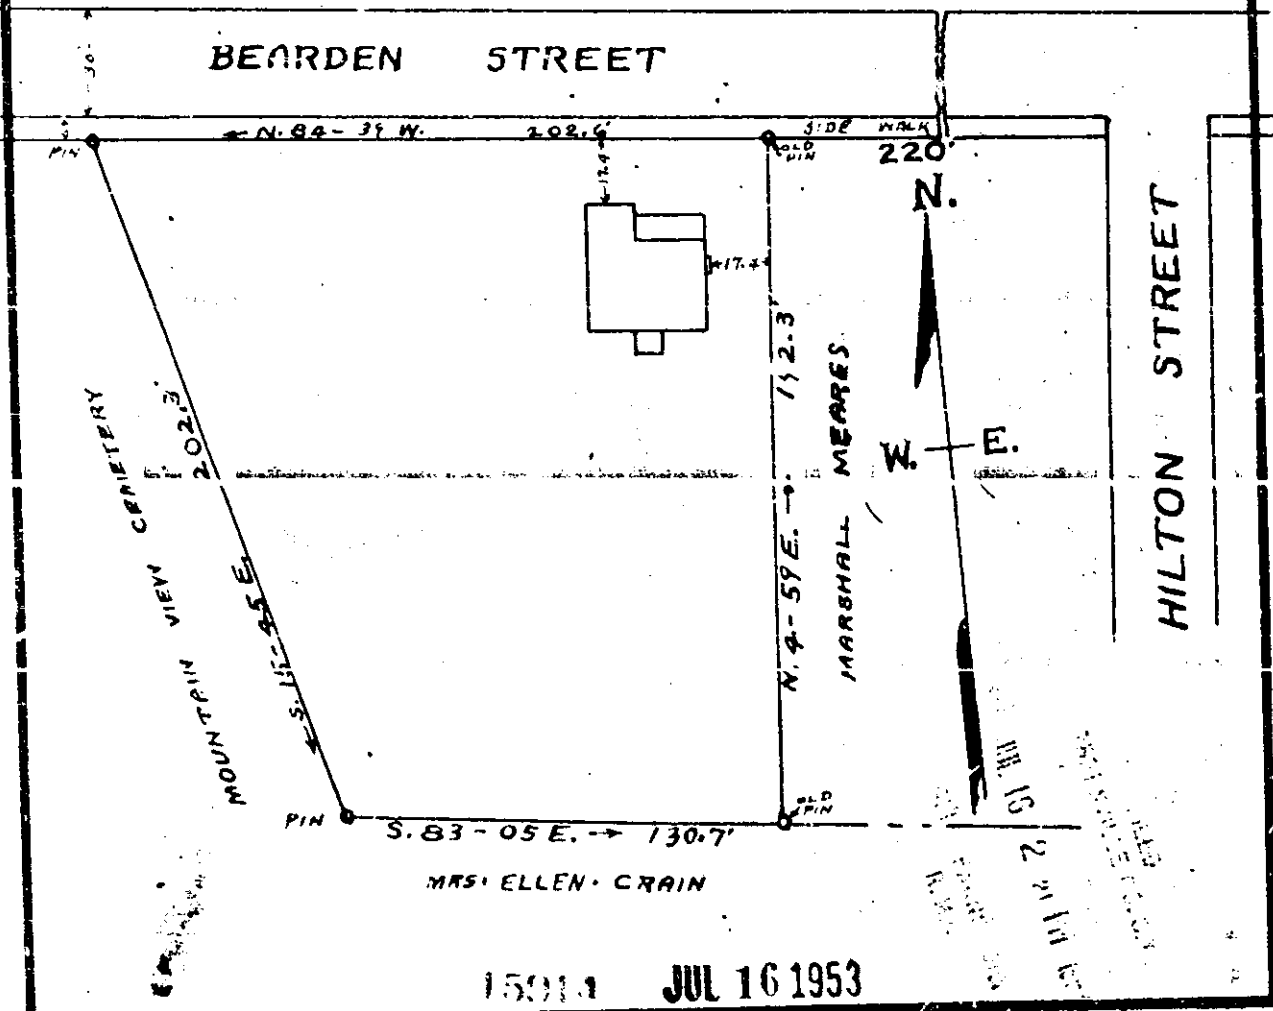 BEARDEN STREET
30'
N. 84 - 39 W. 202.6'
SIDE WALK
PIN
OLD PIN
220'
17.4
17.4
N.
W. E.
HILTON STREET
MOUNTAIN VIEW CEMETERY
202.3'
45 E.
N. 4 - 59 E.
MARSHALL MEARES
PIN
OLD PIN
S. 83 - 05 E. 130.7'
MRS. ELLEN. CRAIN
JUL 16 1953